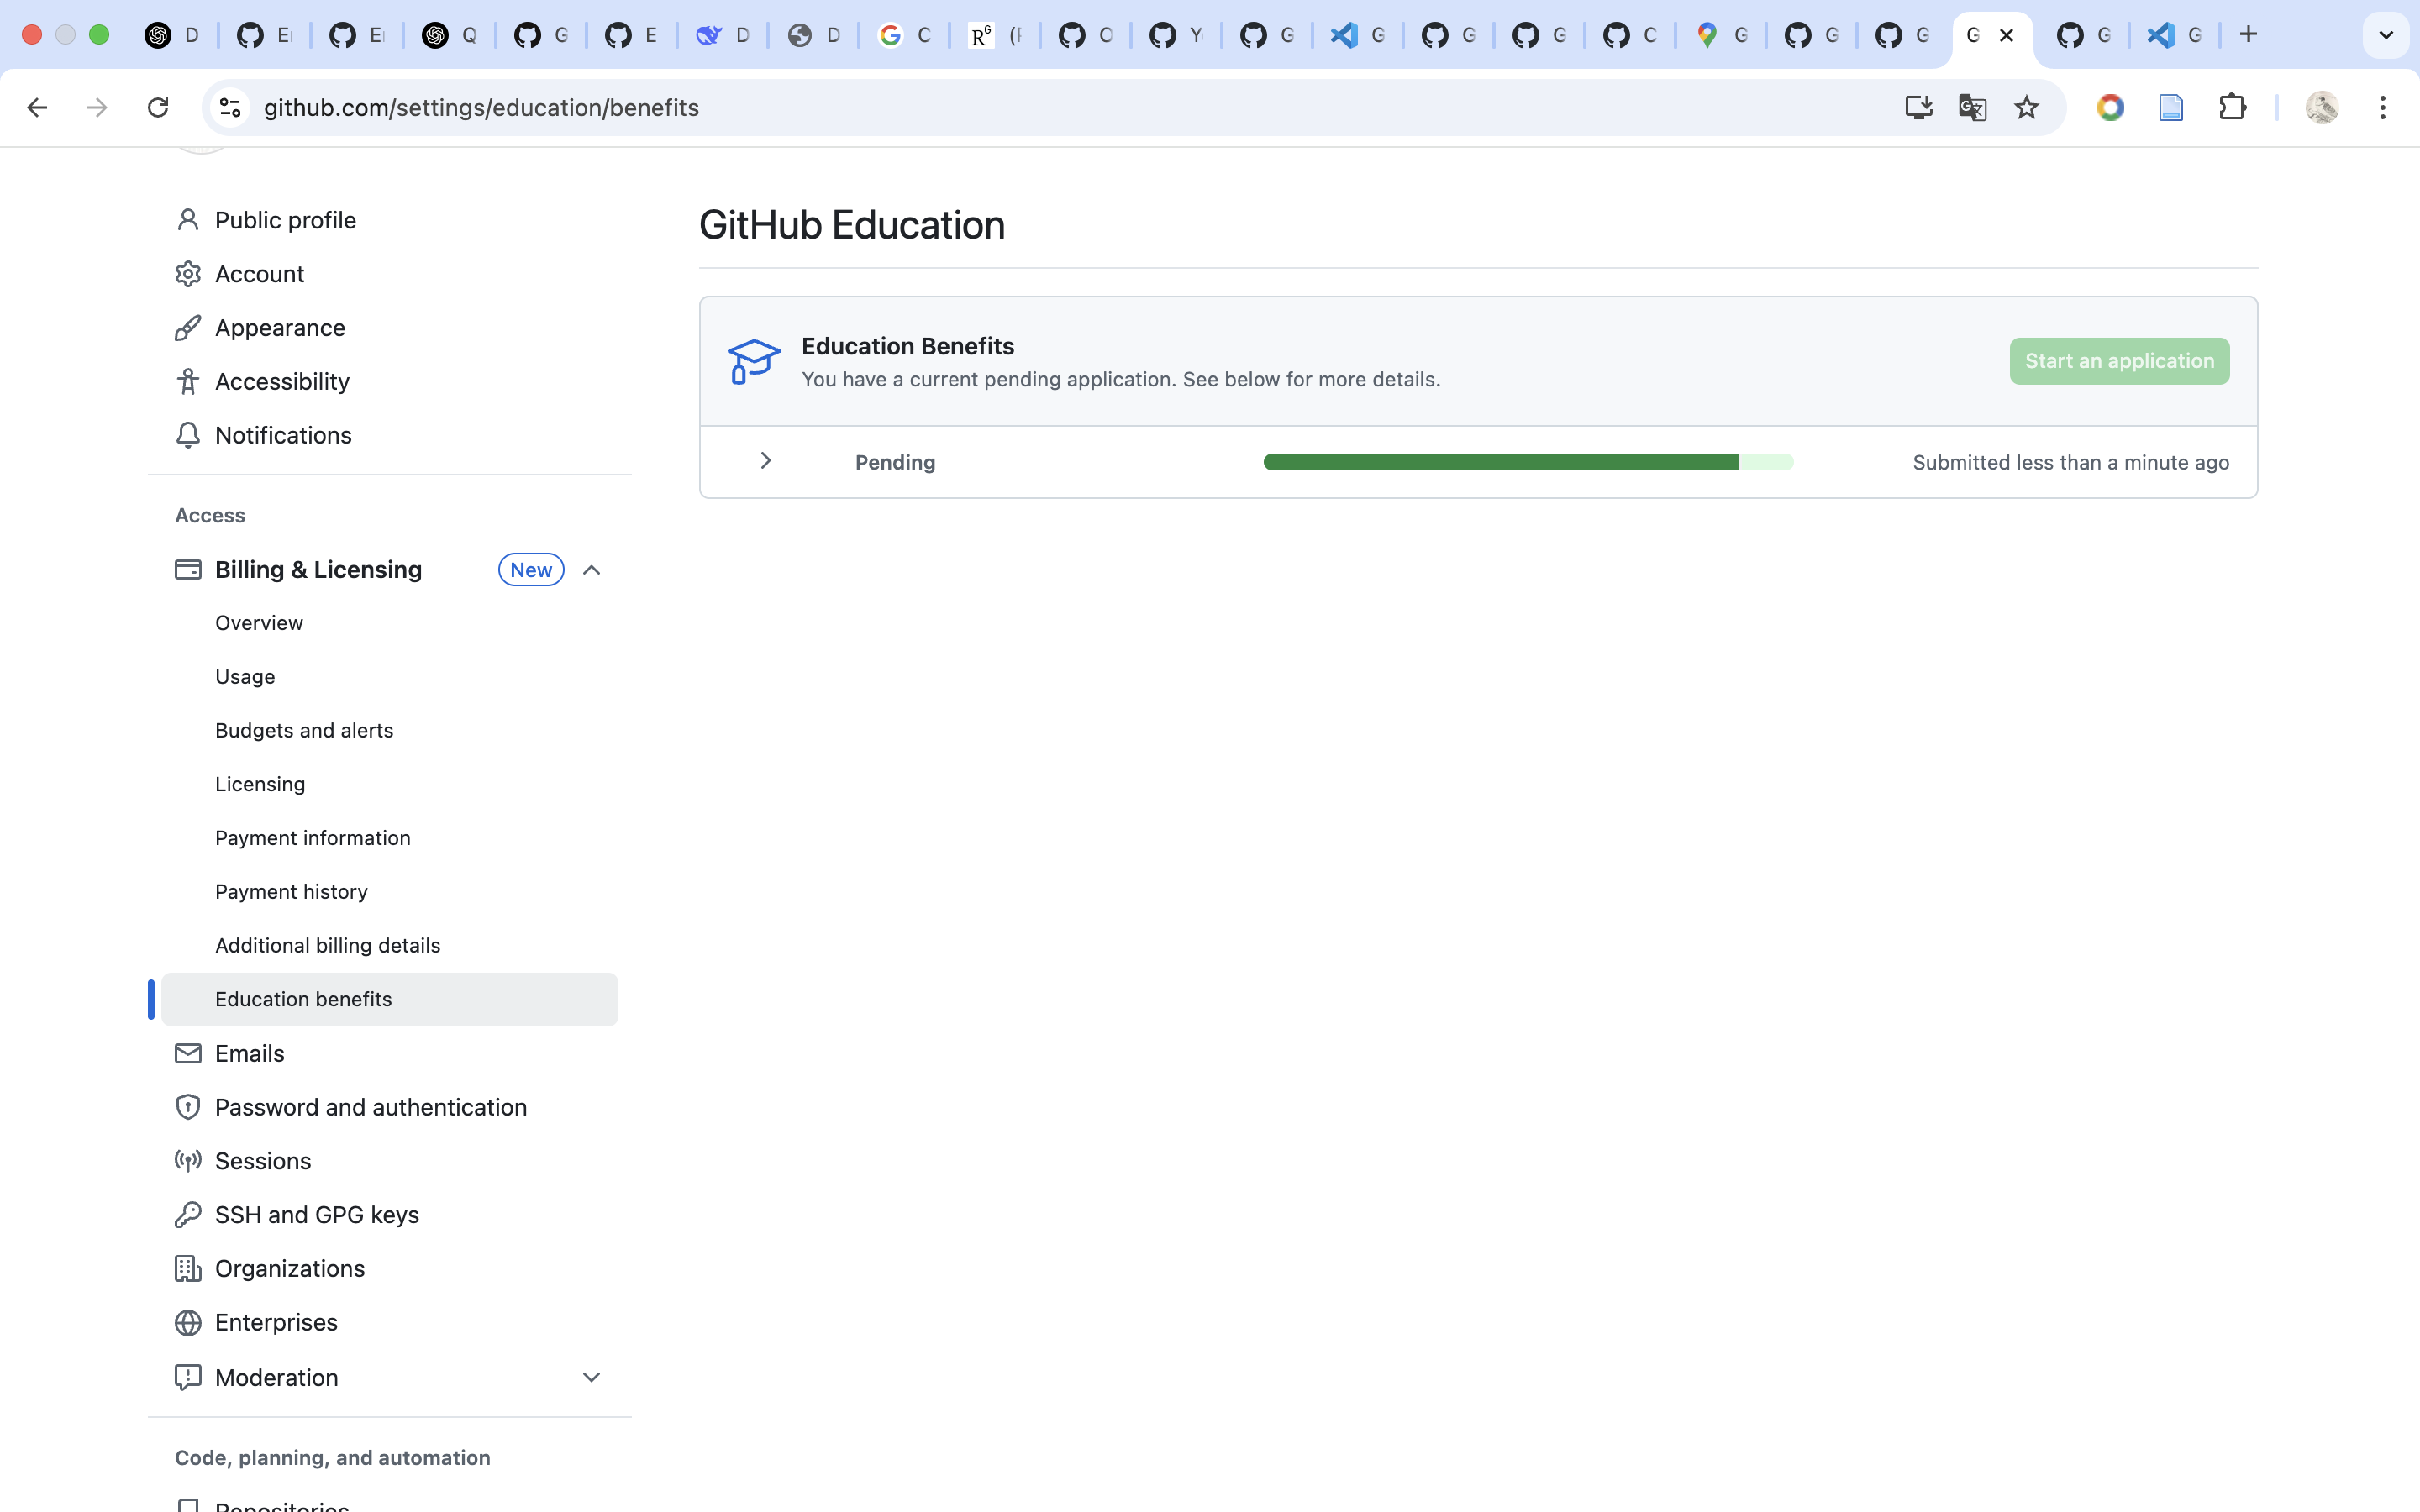 D
E
E
Q
G
E
D
D
C
RG
(F
C
Y
G
G
G
G
C
G
G
G
G
G
G
github.com/settings/education/benefits
Public profile
Account
Appearance
Accessibility
Notifications
Access
Billing & Licensing New
Overview
Usage
Budgets and alerts
Licensing
Payment information
Payment history
Additional billing details
Education benefits
Emails
Password and authentication
Sessions
SSH and GPG keys
Organizations
Enterprises
Moderation
Code, planning, and automation
Repositories
GitHub Education
Education Benefits
You have a current pending application. See below for more details.
Start an application
Pending
Submitted less than a minute ago